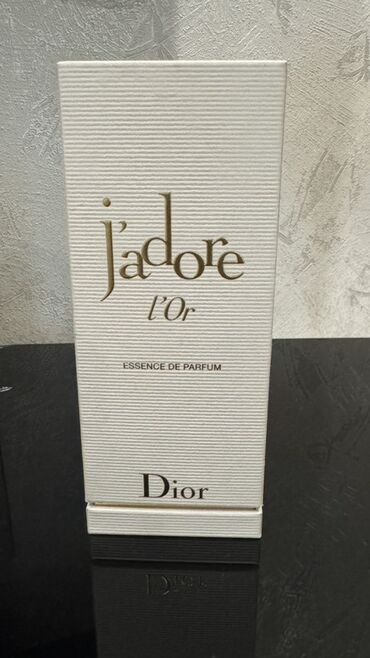 j'adore
l'Or
ESSENCE DE PARFUM
Dior